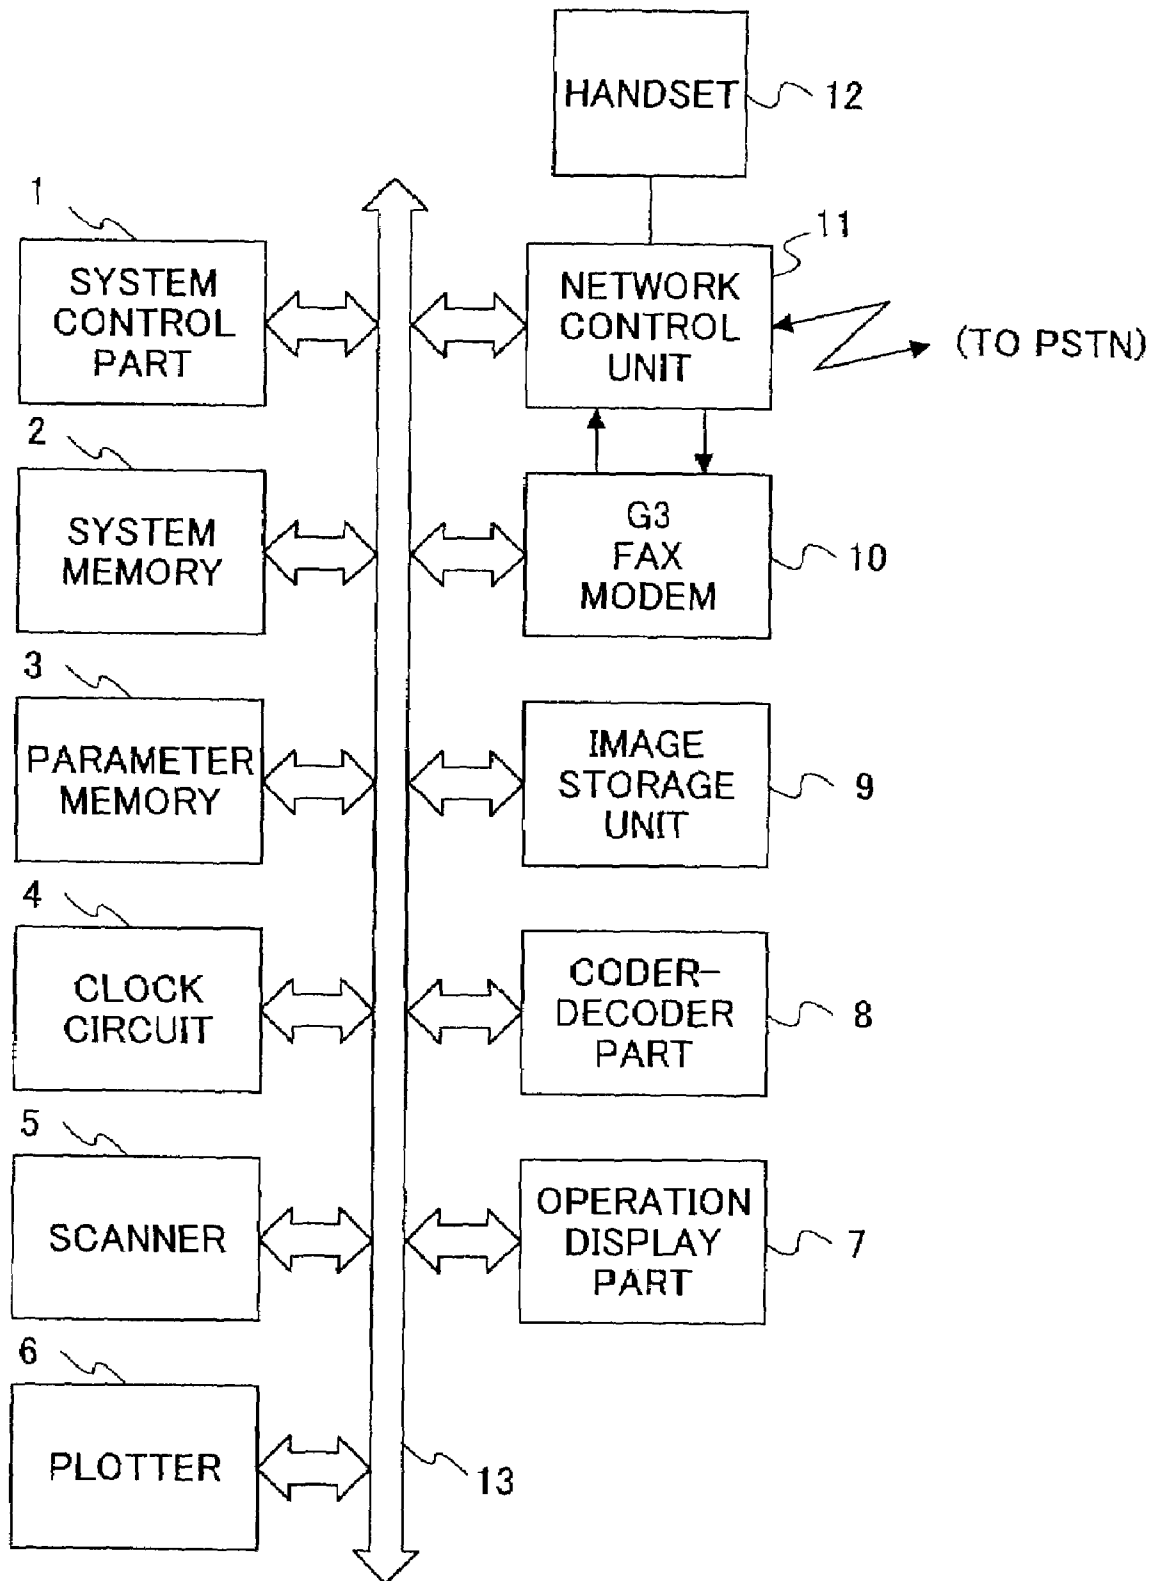 HANDSET
12
1
SYSTEM
CONTROL
PART
11
NETWORK
CONTROL
UNIT
(TO PSTN)
2
SYSTEM
MEMORY
G3
FAX
MODEM
10
3
PARAMETER
MEMORY
IMAGE
STORAGE
UNIT
9
4
CLOCK
CIRCUIT
CODER-
DECODER
PART
8
5
SCANNER
OPERATION
DISPLAY
PART
7
6
PLOTTER
13